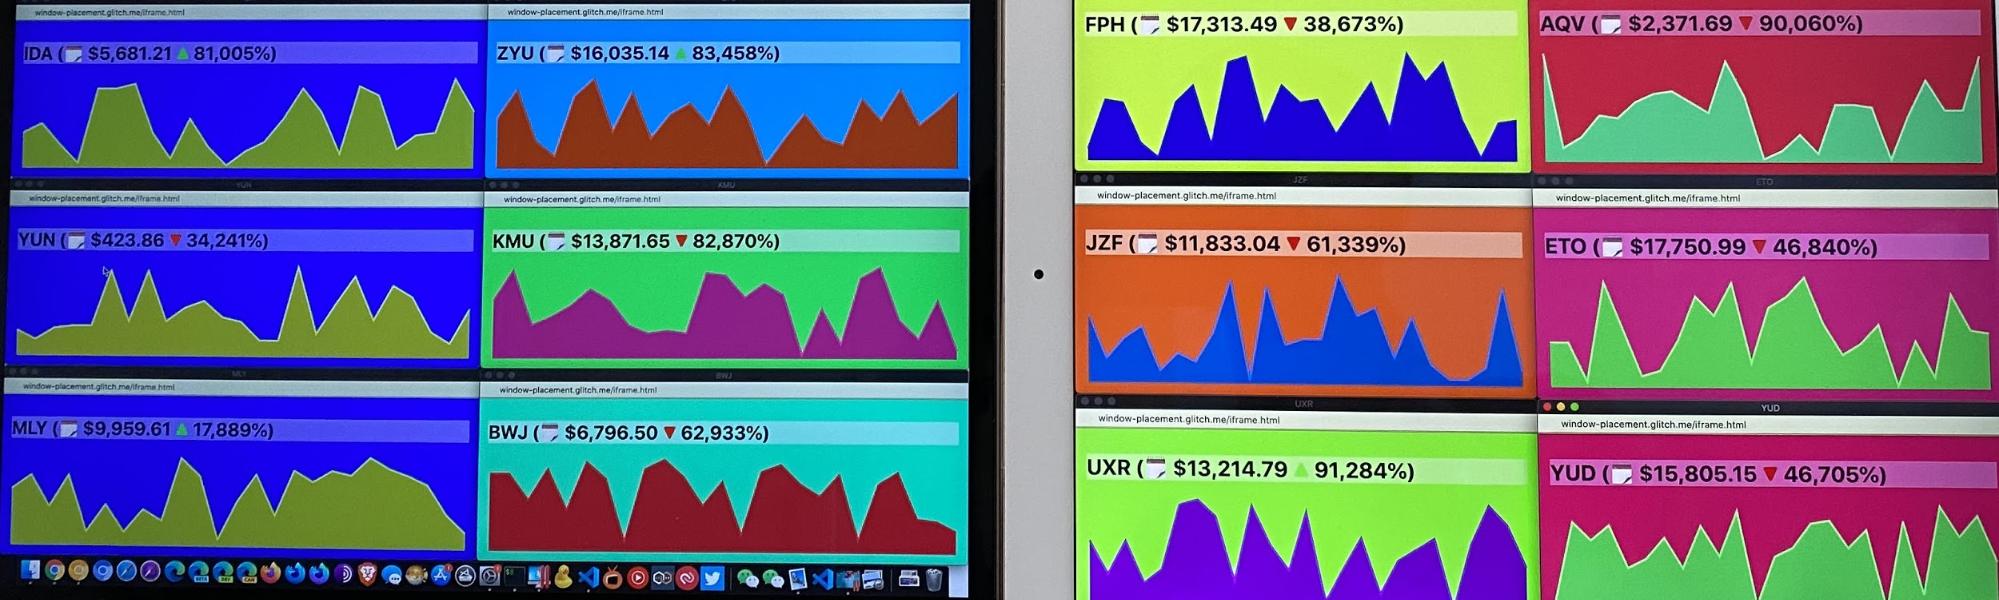 window-placement.glitch.me/iframe.html
IDA ( $5,681.21 ▲ 81,005%)
window-placement.glitch.me/iframe.html
ZYU ( $16,035.14 ▲ 83,458%)
YUN
window-placement.glitch.me/iframe.html
YUN ( $423.86 ▼ 34,241%)
KMU
window-placement.glitch.me/iframe.html
KMU ( $13,871.65 ▼ 82,870%)
MLY
window-placement.glitch.me/iframe.html
MLY ( $9,959.61 ▲ 17,889%)
BWJ
window-placement.glitch.me/iframe.html
BWJ ( $6,796.50 ▼ 62,933%)
FPH ( $17,313.49 ▼ 38,673%)
AQV ( $2,371.69 ▼ 90,060%)
JZF
window-placement.glitch.me/iframe.html
JZF ( $11,833.04 ▼ 61,339%)
ETO
window-placement.glitch.me/iframe.html
ETO ( $17,750.99 ▼ 46,840%)
UXR
window-placement.glitch.me/iframe.html
UXR ( $13,214.79 ▲ 91,284%)
YUD
window-placement.glitch.me/iframe.html
YUD ( $15,805.15 ▼ 46,705%)